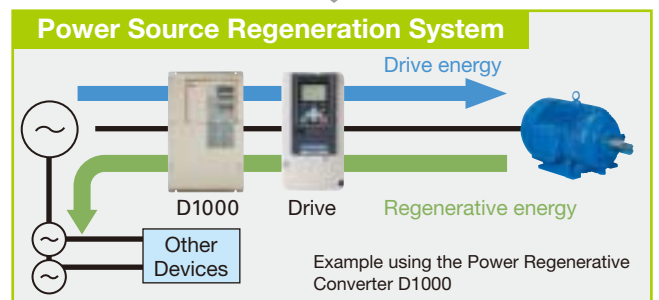 Power Source Regeneration System
Drive energy
D1000
Drive
Regenerative energy
Other
Devices
Example using the Power Regenerative
Converter D1000